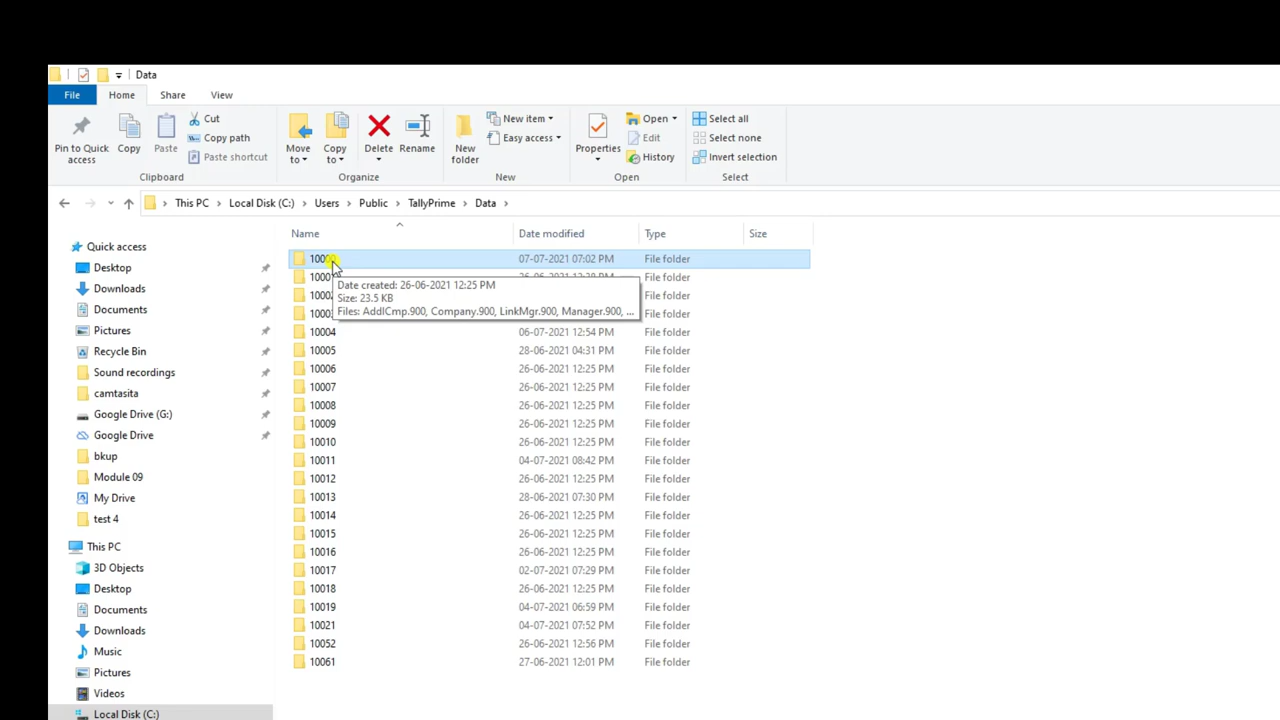 Data
File Home Share View
Pin to Quick access
Copy
Paste
Cut
Copy path
Paste shortcut
Clipboard
Move to
Copy to
Delete
Rename
Organize
New folder
New item
Easy access
New
Properties
Open
Edit
History
Open
Select all
Select none
Invert selection
Select
This PC > Local Disk (C:) > Users > Public > TallyPrime > Data >
Name Date modified Type Size
Quick access
Desktop
Downloads
Documents
Pictures
Recycle Bin
Sound recordings
camtasita
Google Drive (G:)
Google Drive
bkup
Module 09
My Drive
test 4
This PC
3D Objects
Desktop
Documents
Downloads
Music
Pictures
Videos
Local Disk (C:)
07-07-2021 07:02 PM File folder
File folder
Date created: 26-06-2021 12:25 PM
Size: 23.5 KB
Files: AddlCmp.900, Company.900, LinkMgr.900, Manager.900, ...
10004 06-07-2021 12:54 PM File folder
10005 28-06-2021 04:31 PM File folder
10006 26-06-2021 12:25 PM File folder
10007 26-06-2021 12:25 PM File folder
10008 26-06-2021 12:25 PM File folder
10009 26-06-2021 12:25 PM File folder
10010 26-06-2021 12:25 PM File folder
10011 04-07-2021 08:42 PM File folder
10012 26-06-2021 12:25 PM File folder
10013 28-06-2021 07:30 PM File folder
10014 26-06-2021 12:25 PM File folder
10015 26-06-2021 12:25 PM File folder
10016 26-06-2021 12:25 PM File folder
10017 02-07-2021 07:29 PM File folder
10018 26-06-2021 12:25 PM File folder
10019 04-07-2021 06:59 PM File folder
10021 04-07-2021 07:52 PM File folder
10052 26-06-2021 12:56 PM File folder
10061 27-06-2021 12:01 PM File folder